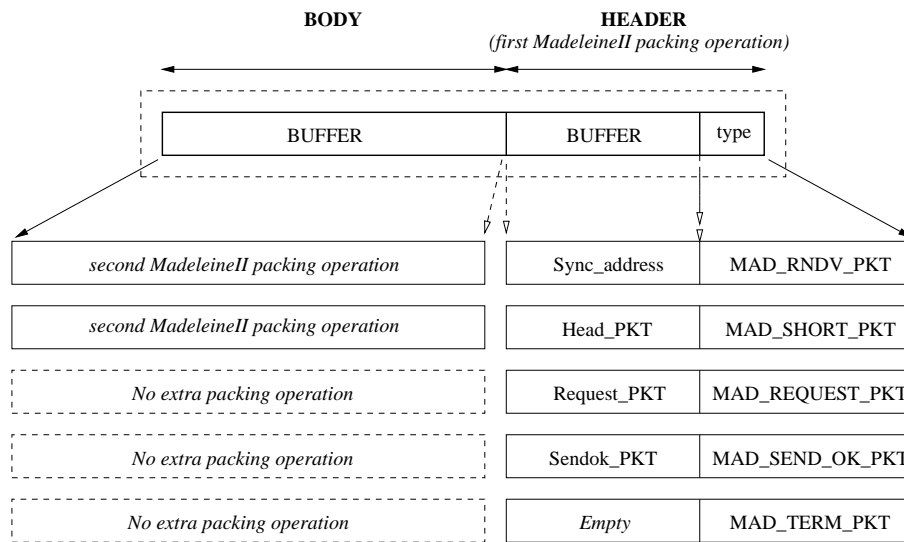 BODY HEADER
(first MadeleineII packing operation)
BUFFER BUFFER type
second MadeleineII packing operation Sync_address MAD_RNDV_PKT
second MadeleineII packing operation Head_PKT MAD_SHORT_PKT
No extra packing operation Request_PKT MAD_REQUEST_PKT
No extra packing operation Sendok_PKT MAD_SEND_OK_PKT
No extra packing operation Empty MAD_TERM_PKT